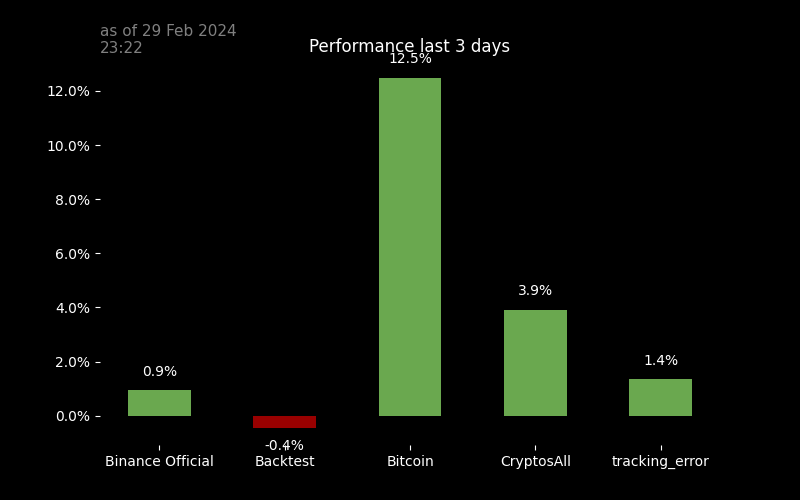 as of 29 Feb 2024
23:22
Performance last 3 days
12.5%
12.0%
10.0%
8.0%
6.0%
4.0%
2.0%
0.0%
0.9%
-0.4%
3.9%
1.4%
Binance Official
Backtest
Bitcoin
CryptosAll
tracking_error